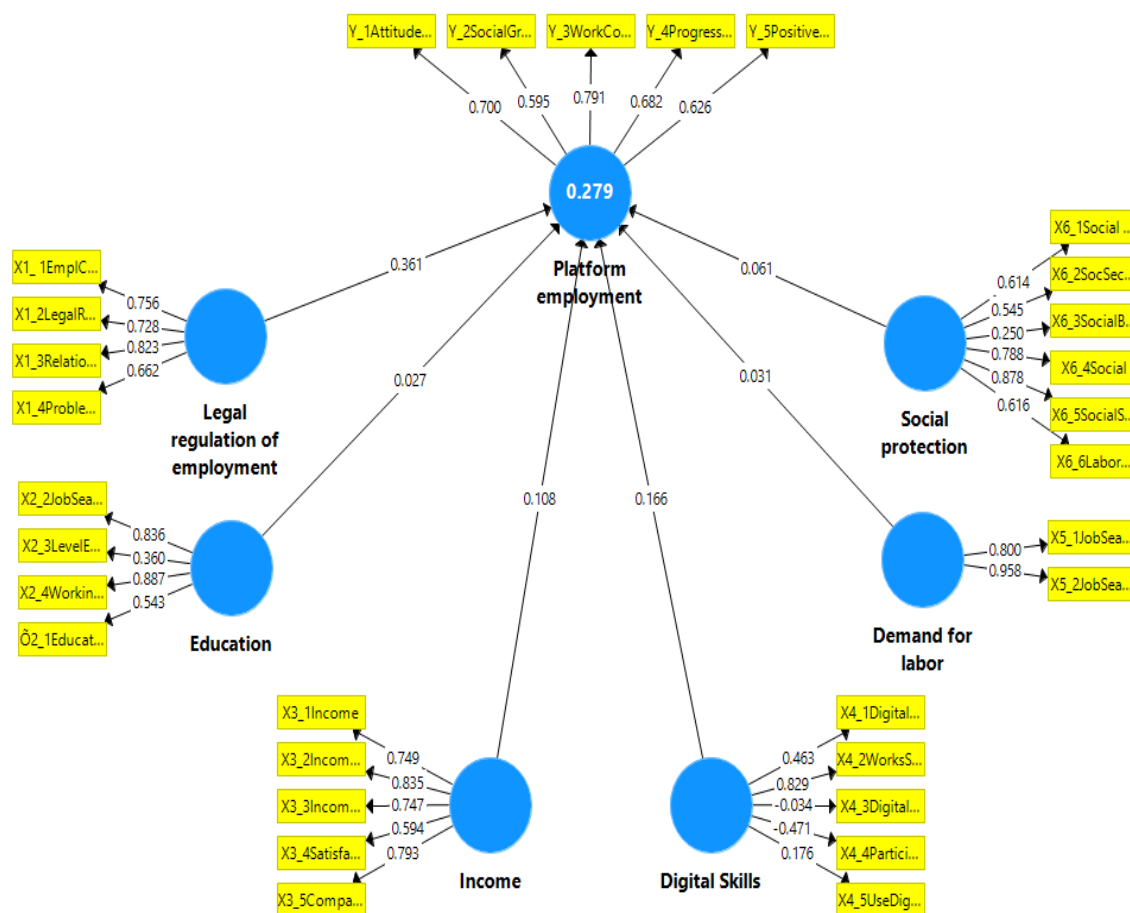 Y_1Attitude...
Y_2SocialGr...
Y_3WorkCo...
Y_4Progress...
Y_5Positive...
0.700
0.595
0.791
0.682
0.626
0.279
Platform
employment
0.361
0.027
0.108
0.166
0.031
0.061
X1_ 1EmplC...
X1_2LegalR...
X1_3Relatio...
X1_4Proble...
0.756
0.728
0.823
0.662
Legal
regulation of
employment
X2_2JobSea...
X2_3LevelE...
X2_4Workin...
Õ2_1Educat...
0.836
0.360
0.887
0.543
Education
X3_1Income
X3_2Incom...
X3_3Incom...
X3_4Satisfa...
X3_5Compa...
0.749
0.835
0.747
0.594
0.793
Income
X4_1Digital...
X4_2WorksS...
X4_3Digital...
X4_4Partici...
X4_5UseDig...
0.463
0.829
-0.034
-0.471
0.176
Digital Skills
X5_1JobSea...
X5_2JobSea...
0.800
0.958
Demand for
labor
X6_1Social ...
X6_2SocSec...
X6_3SocialB...
X6_4Social
X6_5SocialS...
X6_6Labor...
0.614
0.545
0.250
0.788
0.878
0.616
Social
protection